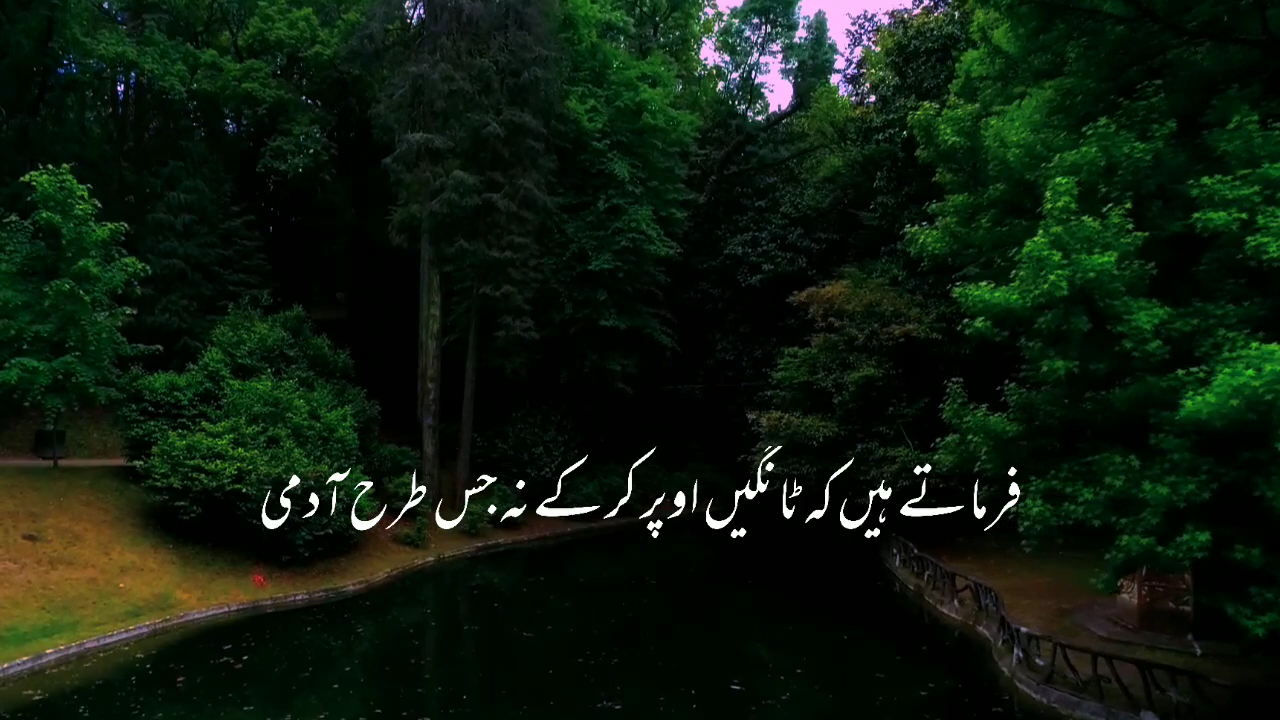 فرماتے ہیں کہ ٹانگیں اوپر کر کے نہ جس طرح آدمی